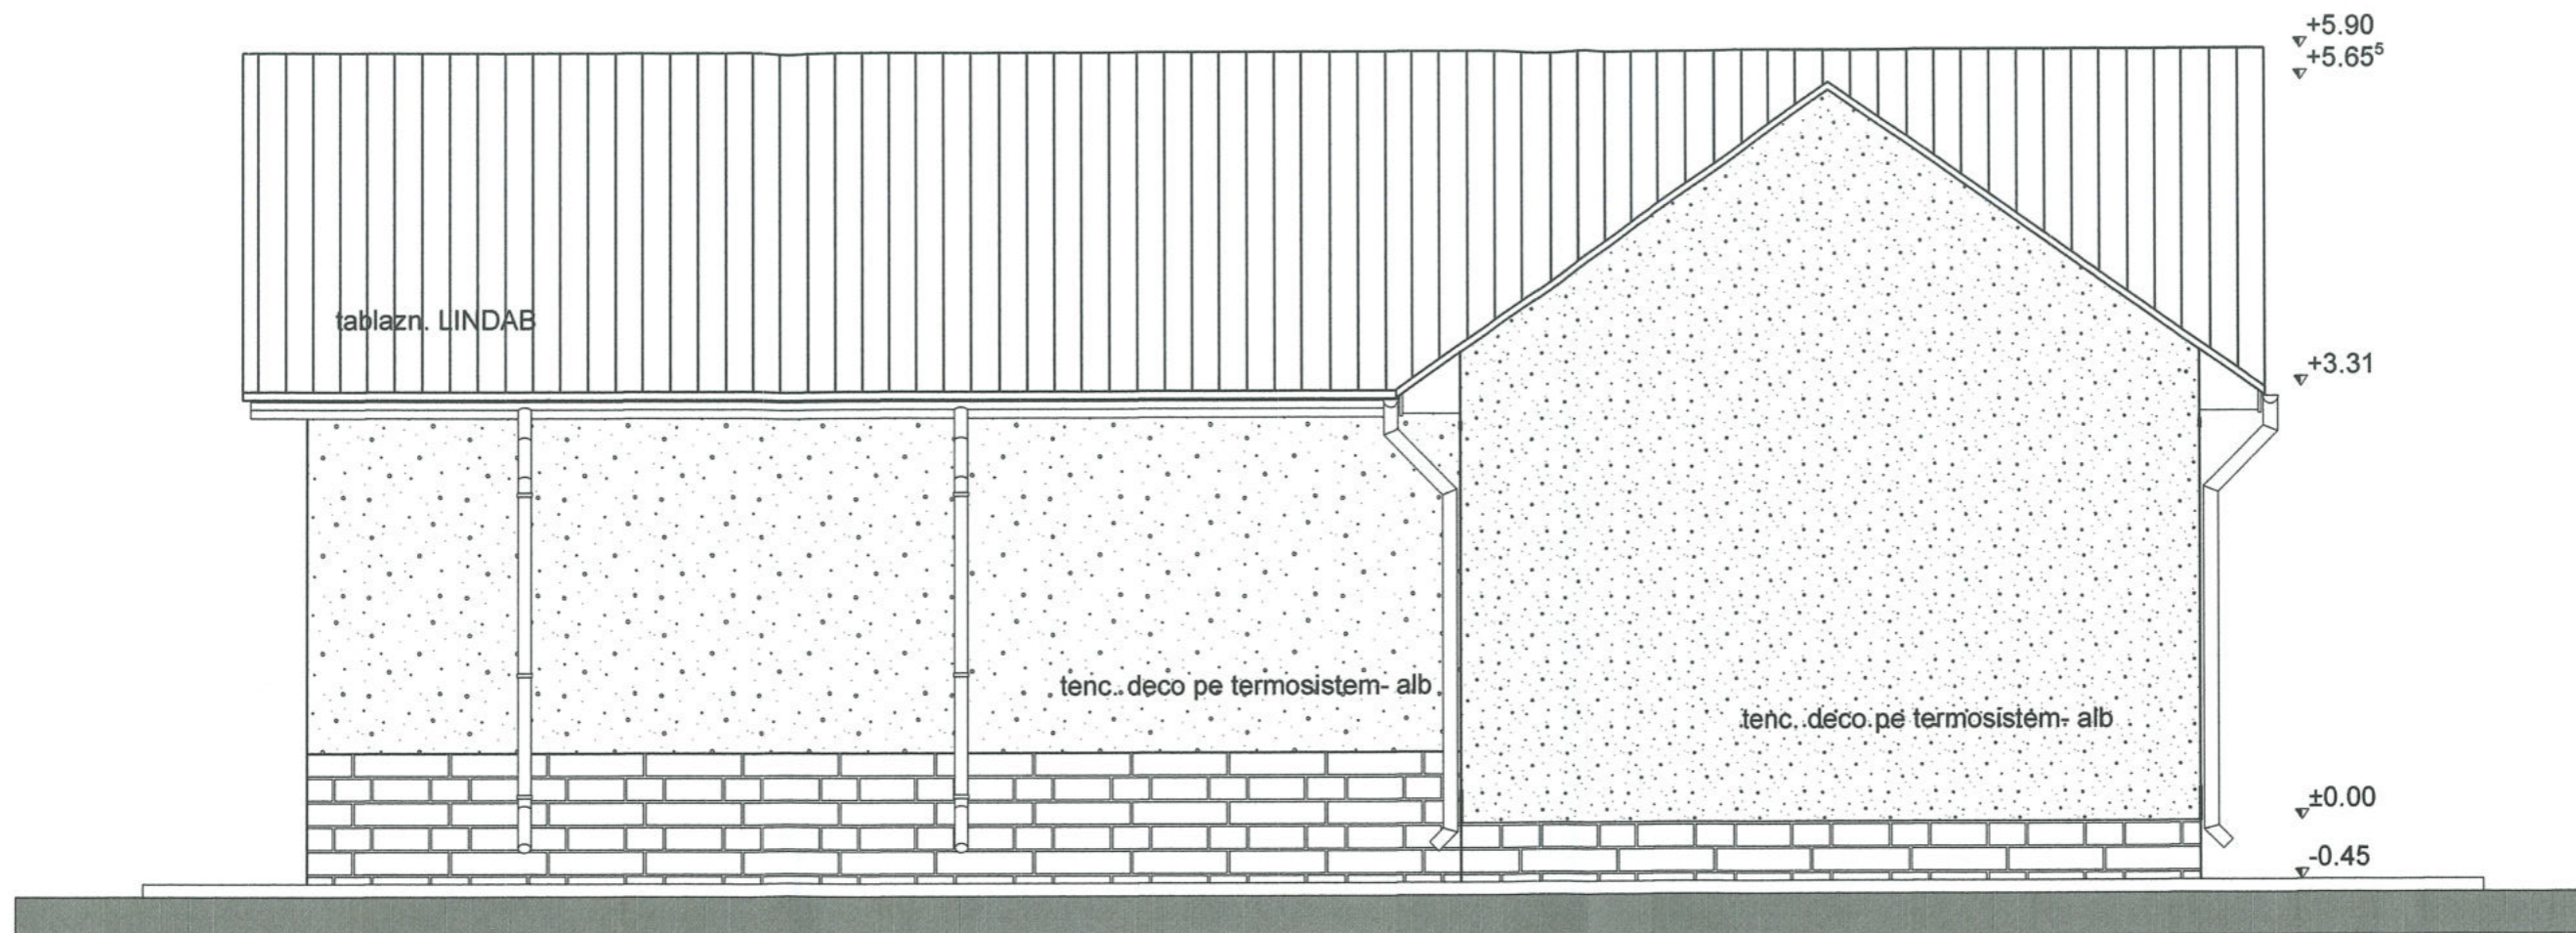 +5.90
+5.65⁵
tablazn. LINDAB
+3.31
tenc. deco pe termosistem- alb
tenc. deco pe termosistem- alb
±0.00
-0.45